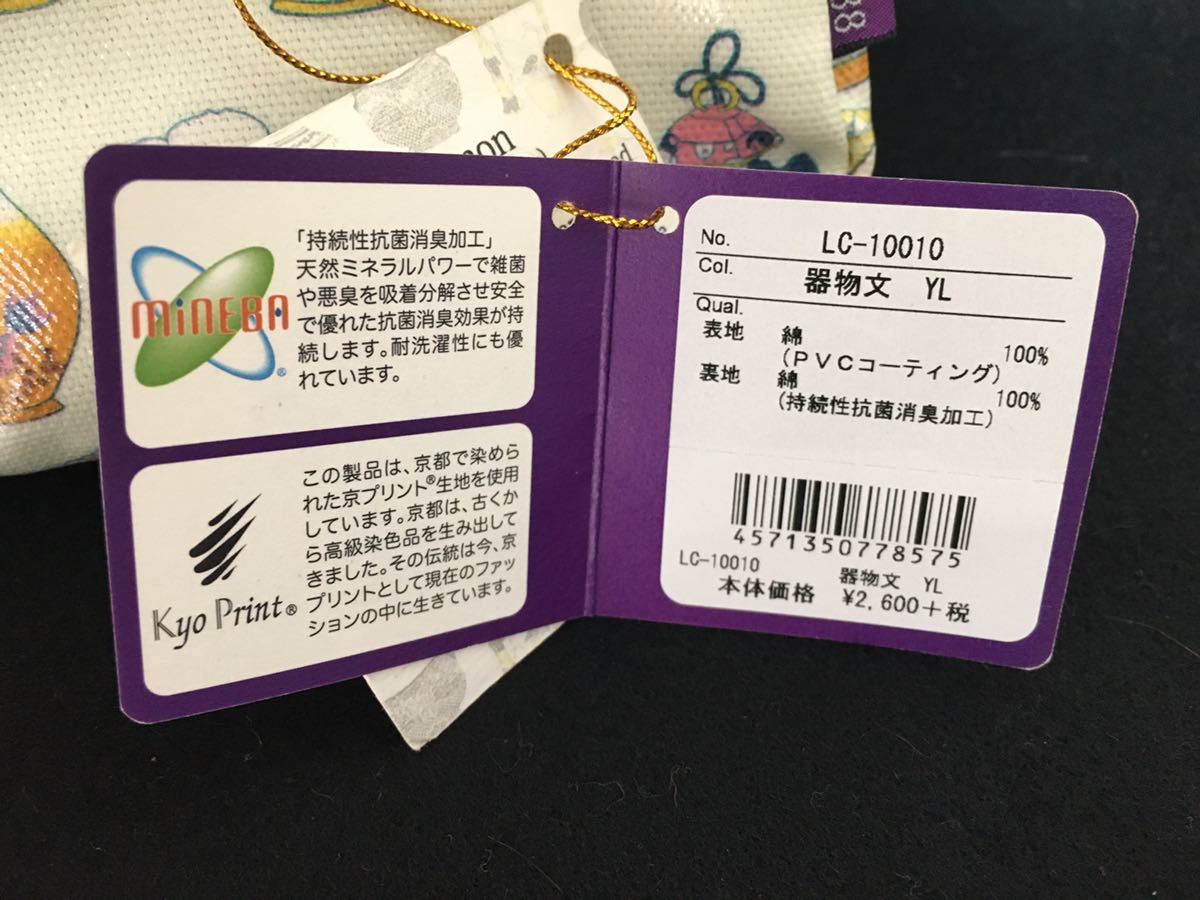 88
mon
nd
MiNEBA®
「持続性抗菌消臭加工」
天然ミネラルパワーで雑菌
や悪臭を吸着分解させ安全
で優れた抗菌消臭効果が持
続します。耐洗濯性にも優
れています。
Kyo Print®
この製品は、京都で染めら
れた京プリント®生地を使用
しています。京都は、古くか
ら高級染色品を生み出して
きました。その伝統は今、京
プリントとして現在のファッ
ションの中に生きています。
No. LC-10010
Col. 器物文 YL
Qual.
表地 綿 100%
(PVCコーティング)
裏地 綿 100%
(持続性抗菌消臭加工)
4571350778575
LC-10010 器物文 YL
本体価格 ¥2,600+税